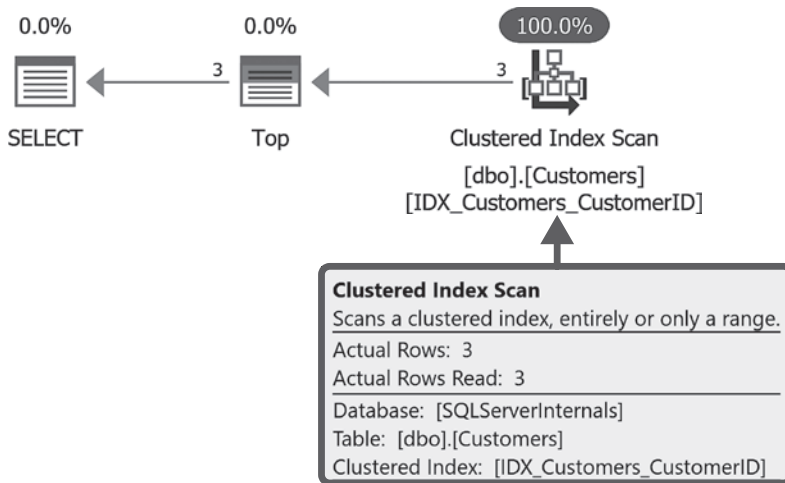 0.0%
0.0%
100.0%
3
3
SELECT
Top
Clustered Index Scan
[dbo].[Customers]
[IDX_Customers_CustomerID]
Clustered Index Scan
Scans a clustered index, entirely or only a range.
Actual Rows: 3
Actual Rows Read: 3
Database: [SQLServerInternals]
Table: [dbo].[Customers]
Clustered Index: [IDX_Customers_CustomerID]